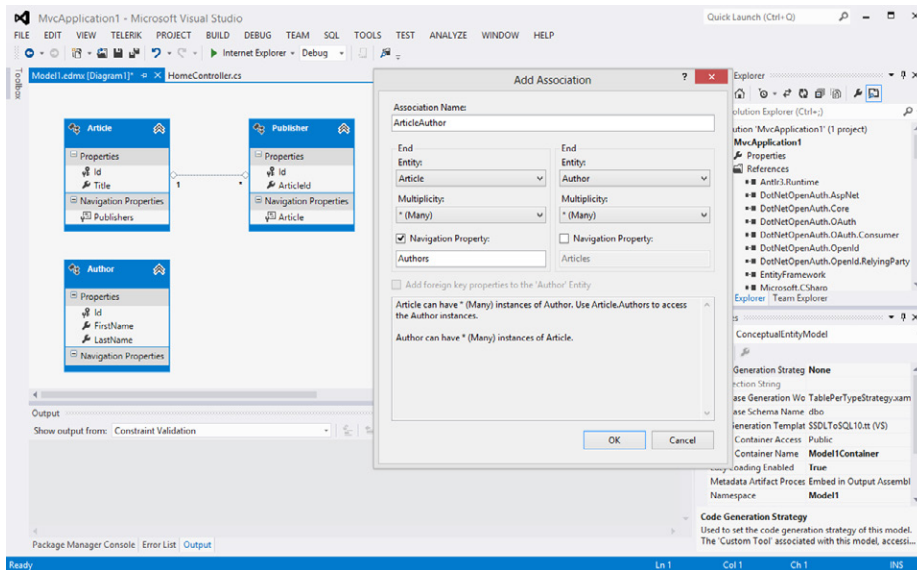 MvcApplication1 - Microsoft Visual Studio
Quick Launch (Ctrl+Q)
FILE EDIT VIEW TELERIK PROJECT BUILD DEBUG TEAM SQL TOOLS TEST ANALYZE WINDOW HELP
Internet Explorer Debug
Toolbox
Model1.edmx [Diagram1]* HomeController.cs
Article
Properties
Id
Title
Navigation Properties
Publishers
1
*
Publisher
Properties
Id
ArticleId
Navigation Properties
Article
Author
Properties
Id
FirstName
LastName
Navigation Properties
Add Association
?
Association Name:
ArticleAuthor
End
Entity:
Article
Multiplicity:
* (Many)
Navigation Property:
Authors
End
Entity:
Author
Multiplicity:
* (Many)
Navigation Property:
Articles
Add foreign key properties to the 'Author' Entity
Article can have * (Many) instances of Author. Use Article.Authors to access
the Author instances.
Author can have * (Many) instances of Article.
OK Cancel
Explorer
olution Explorer (Ctrl+;)
ution 'MvcApplication1' (1 project)
MvcApplication1
Properties
References
Antlr3.Runtime
DotNetOpenAuth.AspNet
DotNetOpenAuth.Core
DotNetOpenAuth.OAuth
DotNetOpenAuth.OAuth.Consumer
DotNetOpenAuth.OpenId
DotNetOpenAuth.OpenId.RelyingParty
EntityFramework
Microsoft.CSharp
Explorer Team Explorer
es
ConceptualEntityModel
Generation Strateg None
ection String
ase Generation Wo TablePerTypeStrategy.xam
ase Schema Name dbo
Generation Templat SSDLToSQL10.tt (VS)
Container Access Public
Container Name Model1Container
Lazy Loading Enabled True
Metadata Artifact Proces Embed in Output Assembl
Namespace Model1
Code Generation Strategy
Used to set the code generation strategy of this model.
The 'Custom Tool' associated with this model, accessi...
Output
Show output from: Constraint Validation
Package Manager Console Error List Output
Ready Ln 1 Col 1 Ch 1 INS